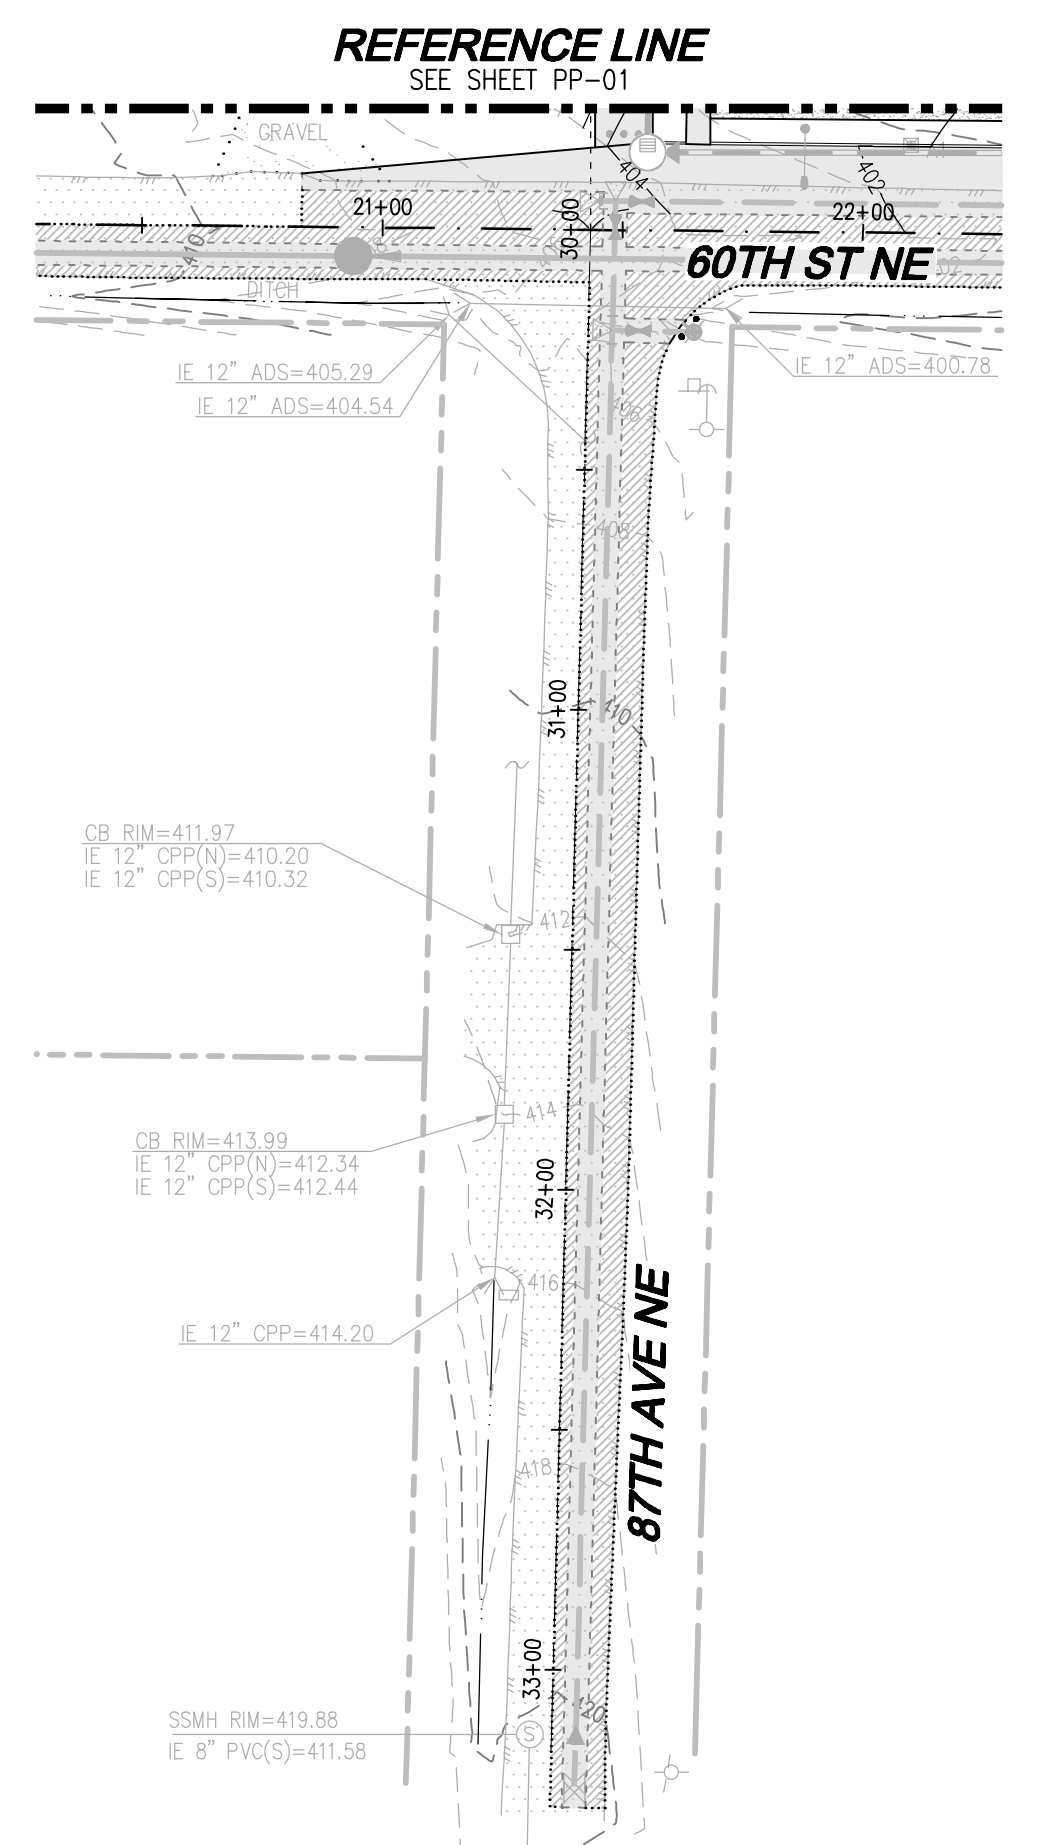 REFERENCE LINE
SEE SHEET PP-01
GRAVEL
404
402
21+00
30+00
22+00
410
60TH ST NE
DITCH
IE 12" ADS=405.29
IE 12" ADS=404.54
IE 12" ADS=400.78
406
408
31+00
410
CB RIM=411.97
IE 12" CPP(N)=410.20
IE 12" CPP(S)=410.32
412
414
CB RIM=413.99
IE 12" CPP(N)=412.34
IE 12" CPP(S)=412.44
32+00
416
IE 12" CPP=414.20
87TH AVE NE
418
33+00
420
SSMH RIM=419.88
IE 8" PVC(S)=411.58
S